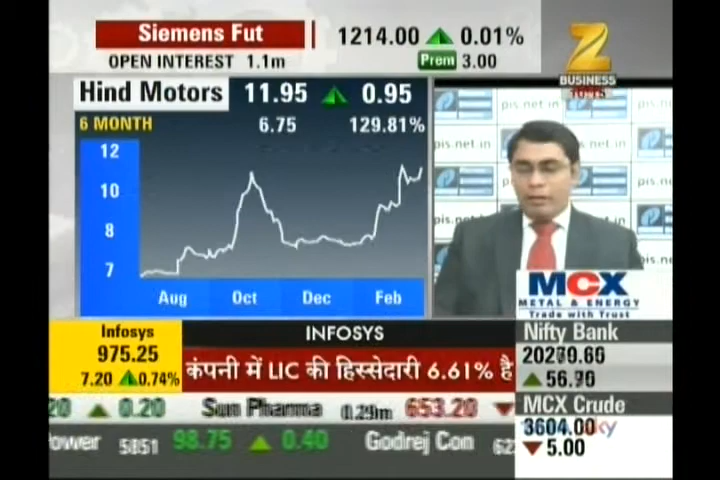 Siemens Fut 1214.00 0.01%
OPEN INTEREST 1.1m Prem 3.00
BUSINESS
Hind Motors 11.95 0.95
6 MONTH 6.75 129.81%
12
10
8
7
Aug Oct Dec Feb
pis.net.in
MCX
METAL & ENERGY
Trade with Trust
Infosys
975.25
7.20 0.74%
INFOSYS
कंपनी में LIC की हिस्सेदारी 6.61% है
Nifty Bank
56.90
MCX Crude
3604.00
5.00
20 0.20 Sun Pharma 0.29m 653.20
ower 5851 98.75 0.40 Godrej Con